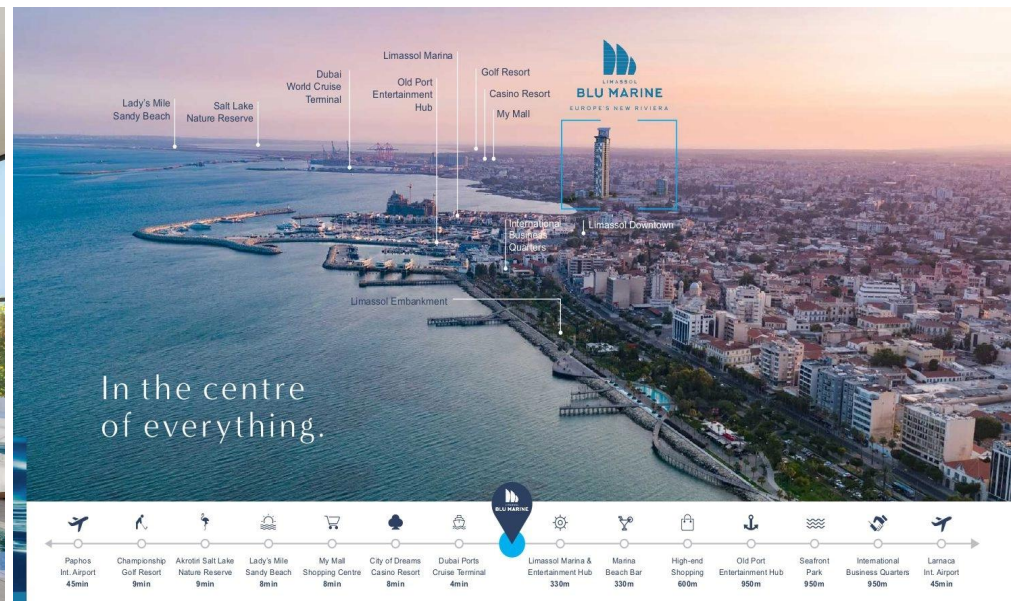 Limassol Marina
Dubai
World Cruise
Terminal
Old Port
Entertainment
Hub
Golf Resort
Casino Resort
My Mall
Lady's Mile
Sandy Beach
Salt Lake
Nature Reserve
LIMASSOL
BLU MARINE
EUROPE'S NEW RIVIERA
International
Business
Quarters
Limassol Downtown
Limassol Embankment
In the centre
of everything.
BLU MARINE
Paphos
Int. Airport
45min
Championship
Golf Resort
9min
Akrotiri Salt Lake
Nature Reserve
9min
Lady's Mile
Sandy Beach
8min
My Mall
Shopping Centre
8min
City of Dreams
Casino Resort
8min
Dubai Ports
Cruise Terminal
4min
Limassol Marina &
Entertainment Hub
330m
Marina
Beach Bar
330m
High-end
Shopping
600m
Old Port
Entertainment Hub
950m
Seafront
Park
950m
International
Business Quarters
950m
Larnaca
Int. Airport
45min